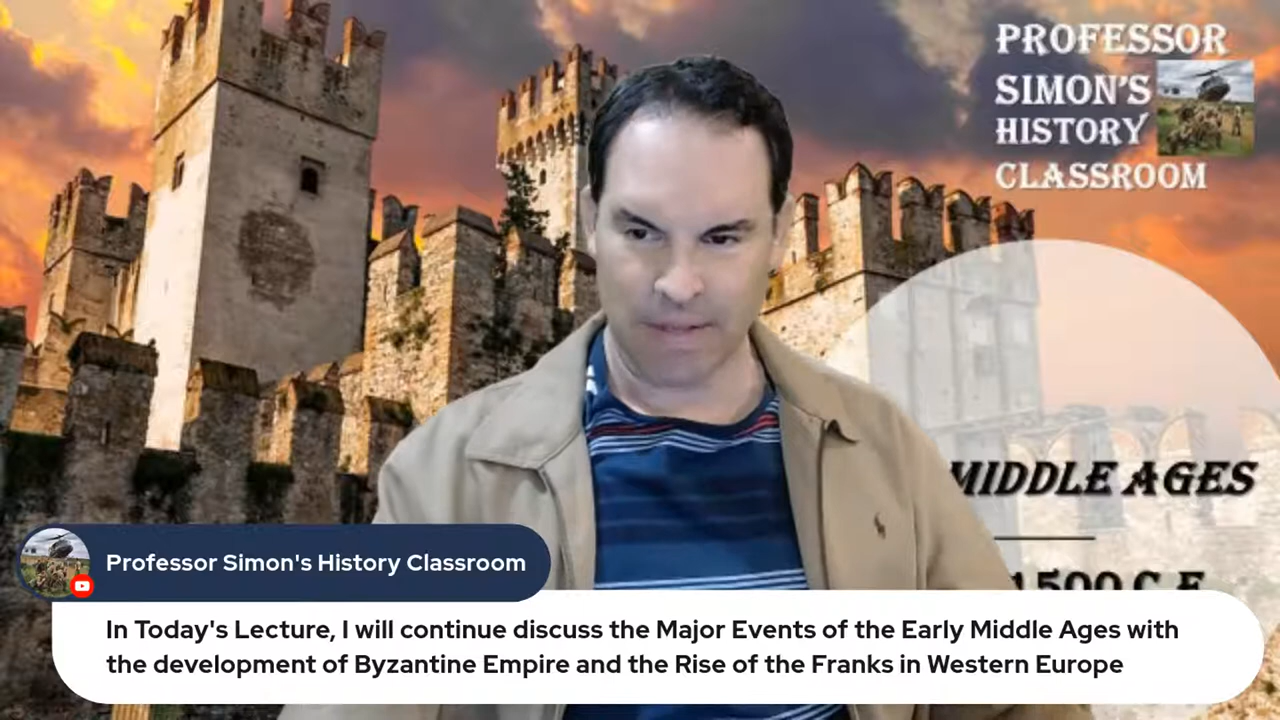 PROFESSOR
SIMON'S
HISTORY
CLASSROOM
MIDDLE AGES
1500 C.E.
Professor Simon's History Classroom
In Today's Lecture, I will continue discuss the Major Events of the Early Middle Ages with
the development of Byzantine Empire and the Rise of the Franks in Western Europe